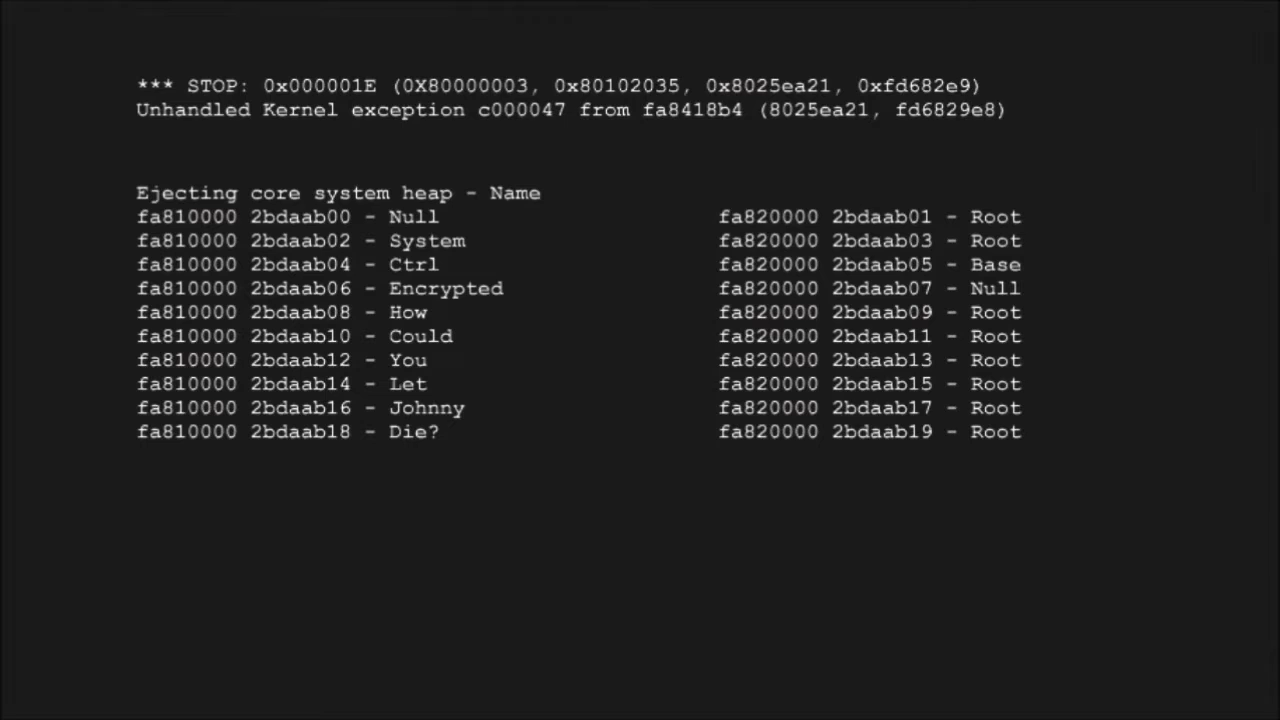 *** STOP: 0x000001E (0X80000003, 0x80102035, 0x8025ea21, 0xfd682e9)
Unhandled Kernel exception c000047 from fa8418b4 (8025ea21, fd6829e8)
Ejecting core system heap - Name
fa810000 2bdaab00 - Null fa820000 2bdaab01 - Root
fa810000 2bdaab02 - System fa820000 2bdaab03 - Root
fa810000 2bdaab04 - Ctrl fa820000 2bdaab05 - Base
fa810000 2bdaab06 - Encrypted fa820000 2bdaab07 - Null
fa810000 2bdaab08 - How fa820000 2bdaab09 - Root
fa810000 2bdaab10 - Could fa820000 2bdaab11 - Root
fa810000 2bdaab12 - You fa820000 2bdaab13 - Root
fa810000 2bdaab14 - Let fa820000 2bdaab15 - Root
fa810000 2bdaab16 - Johnny fa820000 2bdaab17 - Root
fa810000 2bdaab18 - Die? fa820000 2bdaab19 - Root